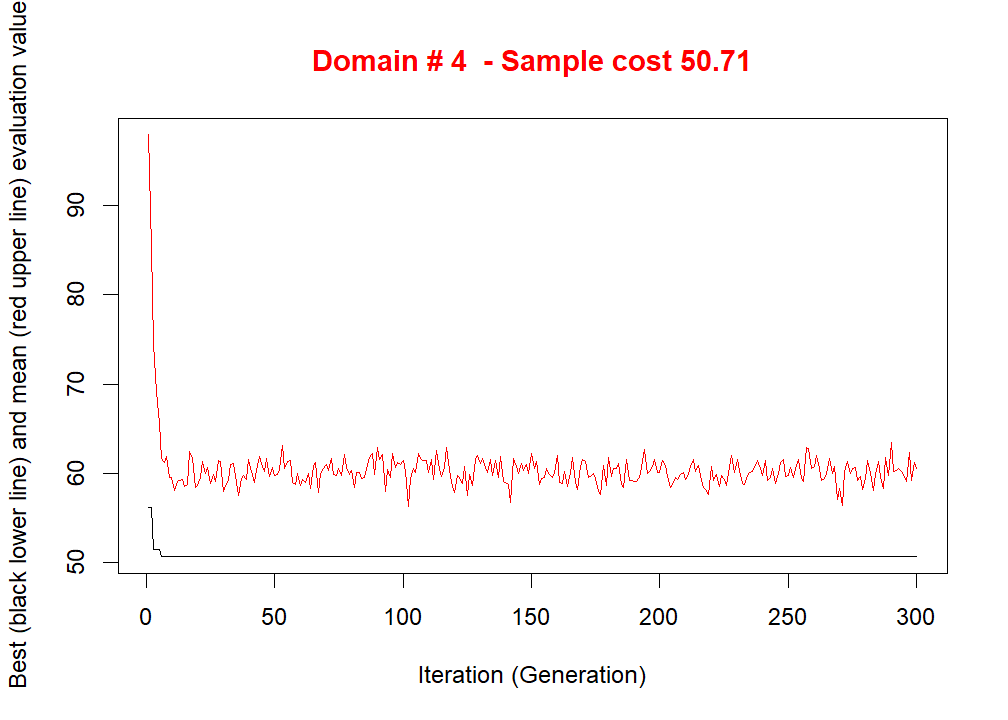 Domain # 4  - Sample cost 50.71
Best (black lower line) and mean (red upper line) evaluation value
90
80
70
60
50
0 50 100 150 200 250 300
Iteration (Generation)